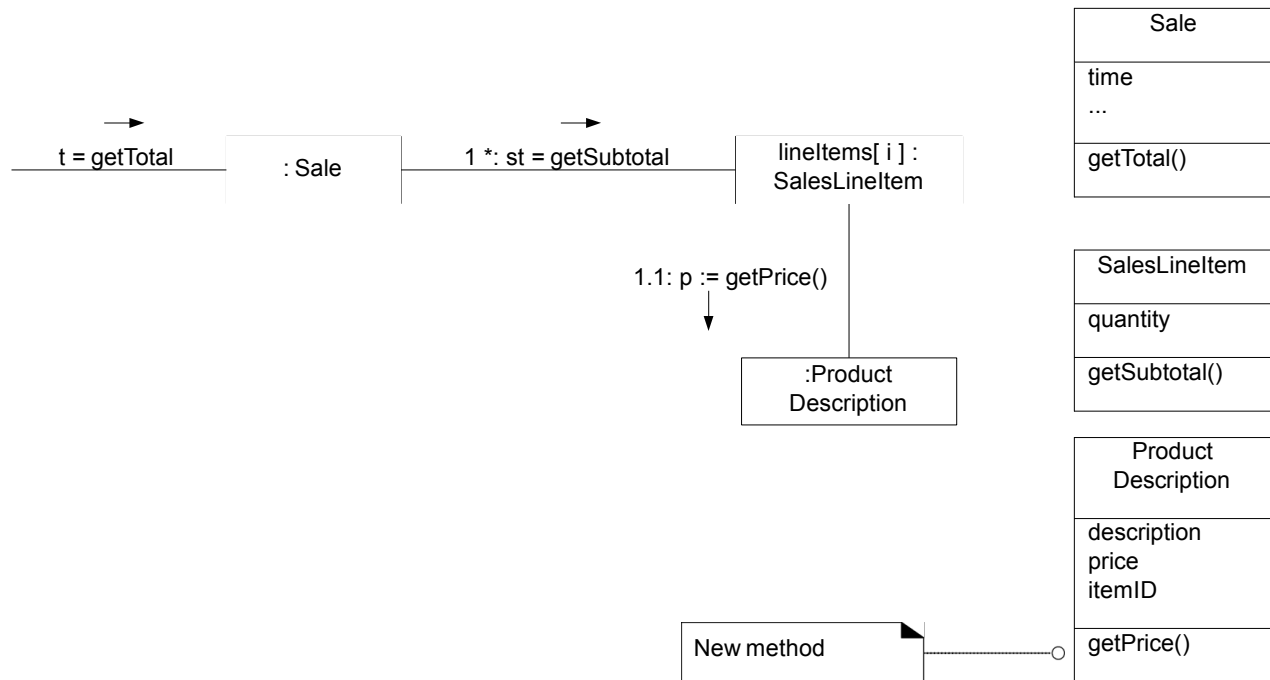 t = getTotal
: Sale
1 *: st = getSubtotal
lineItems[ i ] :
SalesLineItem
1.1: p := getPrice()
:Product
Description
Sale
time
...
getTotal()
SalesLineItem
quantity
getSubtotal()
Product
Description
description
price
itemID
getPrice()
New method